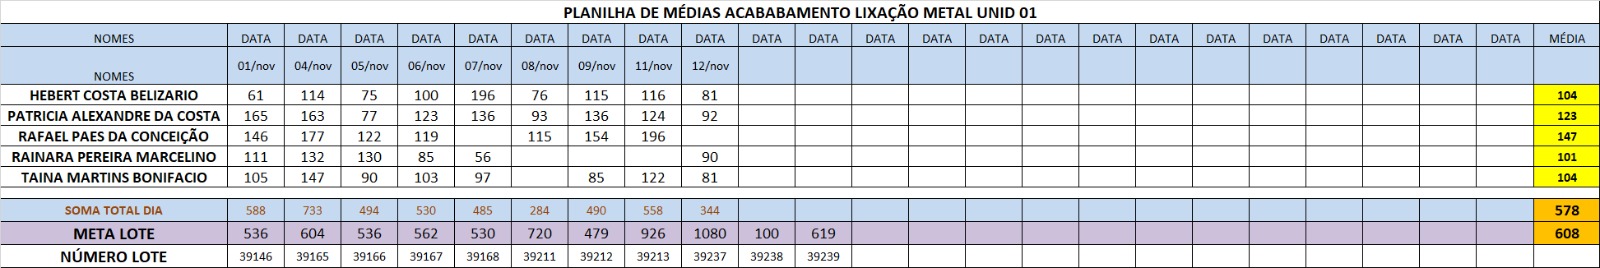 PLANILHA DE MÉDIAS ACABABAMENTO LIXAÇÃO METAL UNID 01
NOMES DATA DATA DATA DATA DATA DATA DATA DATA DATA DATA DATA DATA DATA DATA DATA DATA DATA DATA DATA DATA DATA DATA DATA MÉDIA
NOMES 01/nov 04/nov 05/nov 06/nov 07/nov 08/nov 09/nov 11/nov 12/nov
HEBERT COSTA BELIZARIO 61 114 75 100 196 76 115 116 81 104
PATRICIA ALEXANDRE DA COSTA 165 163 77 123 136 93 136 124 92 123
RAFAEL PAES DA CONCEIÇÃO 146 177 122 119 115 154 196 147
RAINARA PEREIRA MARCELINO 111 132 130 85 56 90 101
TAINA MARTINS BONIFACIO 105 147 90 103 97 85 122 81 104
SOMA TOTAL DIA 588 733 494 530 485 284 490 558 344 578
META LOTE 536 604 536 562 530 720 479 926 1080 100 619 608
NÚMERO LOTE 39146 39165 39166 39167 39168 39211 39212 39213 39237 39238 39239